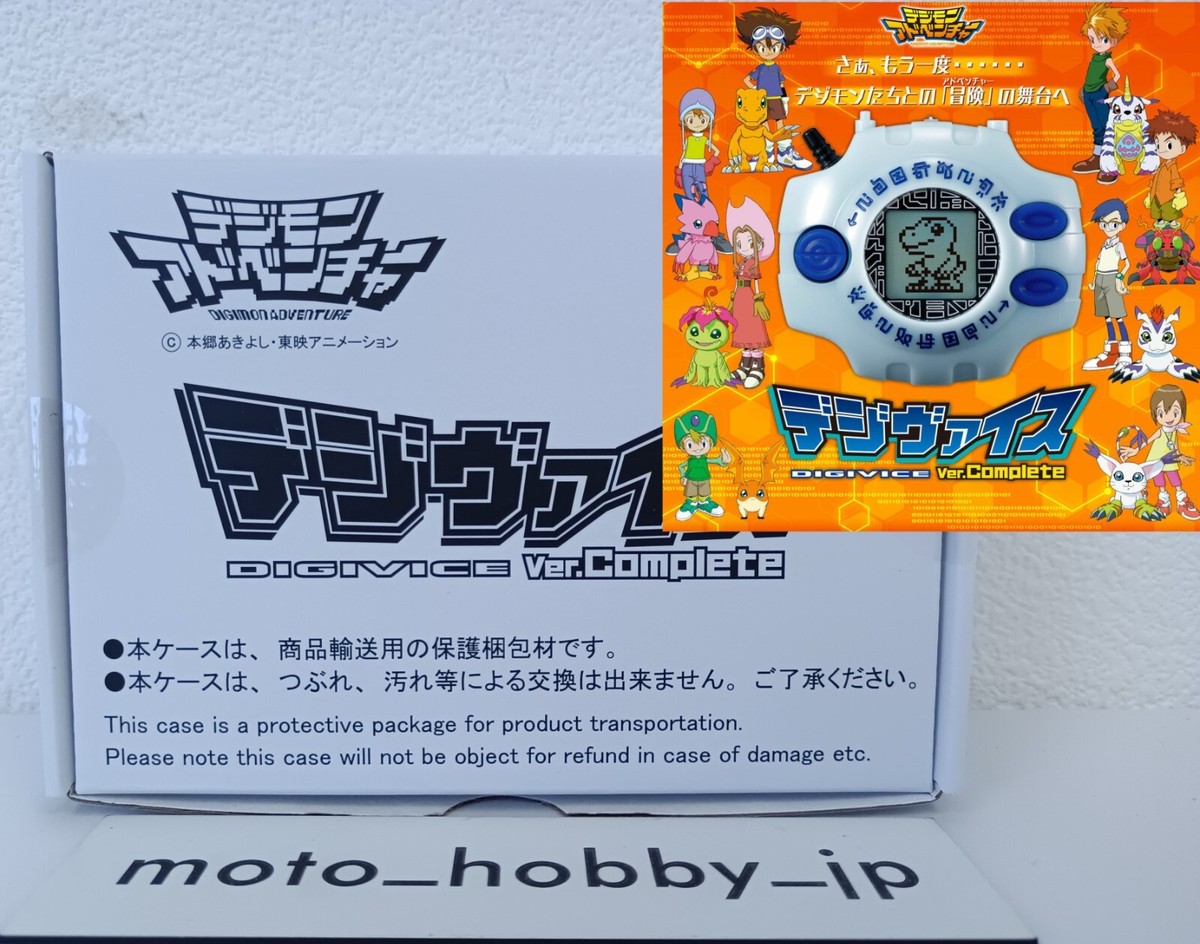 デジモン
アドベンチャー
DIGIMON ADVENTURE
© 本郷あきよし・東映アニメーション
デジヴァイ
DIGIVICE Ver.Complete
●本ケースは、商品輸送用の保護梱包材です。
●本ケースは、つぶれ、汚れ等による交換は出来ません。ご了承ください。
This case is a protective package for product transportation.
Please note this case will not be object for refund in case of damage etc.
moto_hobby_jp
デジモン
アドベンチャー
さぁ、もう一度・・・・・・
アドベンチャー
デジモンたちとの「冒険」の舞台へ
デジヴァイス
DIGIVICE Ver.Complete